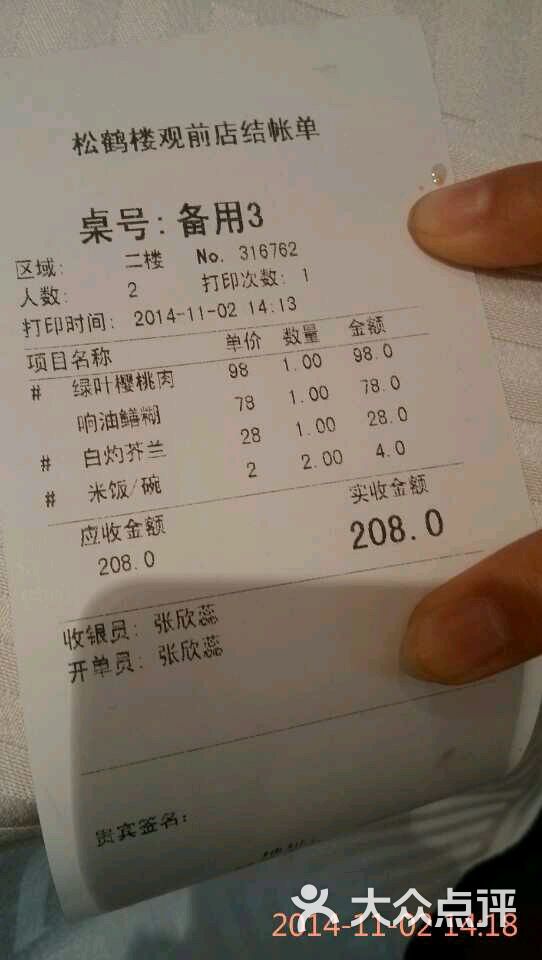 松鹤楼观前店结帐单
桌号: 备用3
区域: 二楼 No. 316762
人数: 2 打印次数: 1
打印时间: 2014-11-02 14:13
项目名称 单价 数量 金额
# 绿叶樱桃肉 98 1.00 98.0
响油鳝糊 78 1.00 78.0
# 白灼芥兰 28 1.00 28.0
# 米饭/碗 2 2.00 4.0
应收金额 实收金额
208.0 208.0
收银员: 张欣蕊
开单员: 张欣蕊
贵宾签名:
大众点评
2014-11-02 14:18